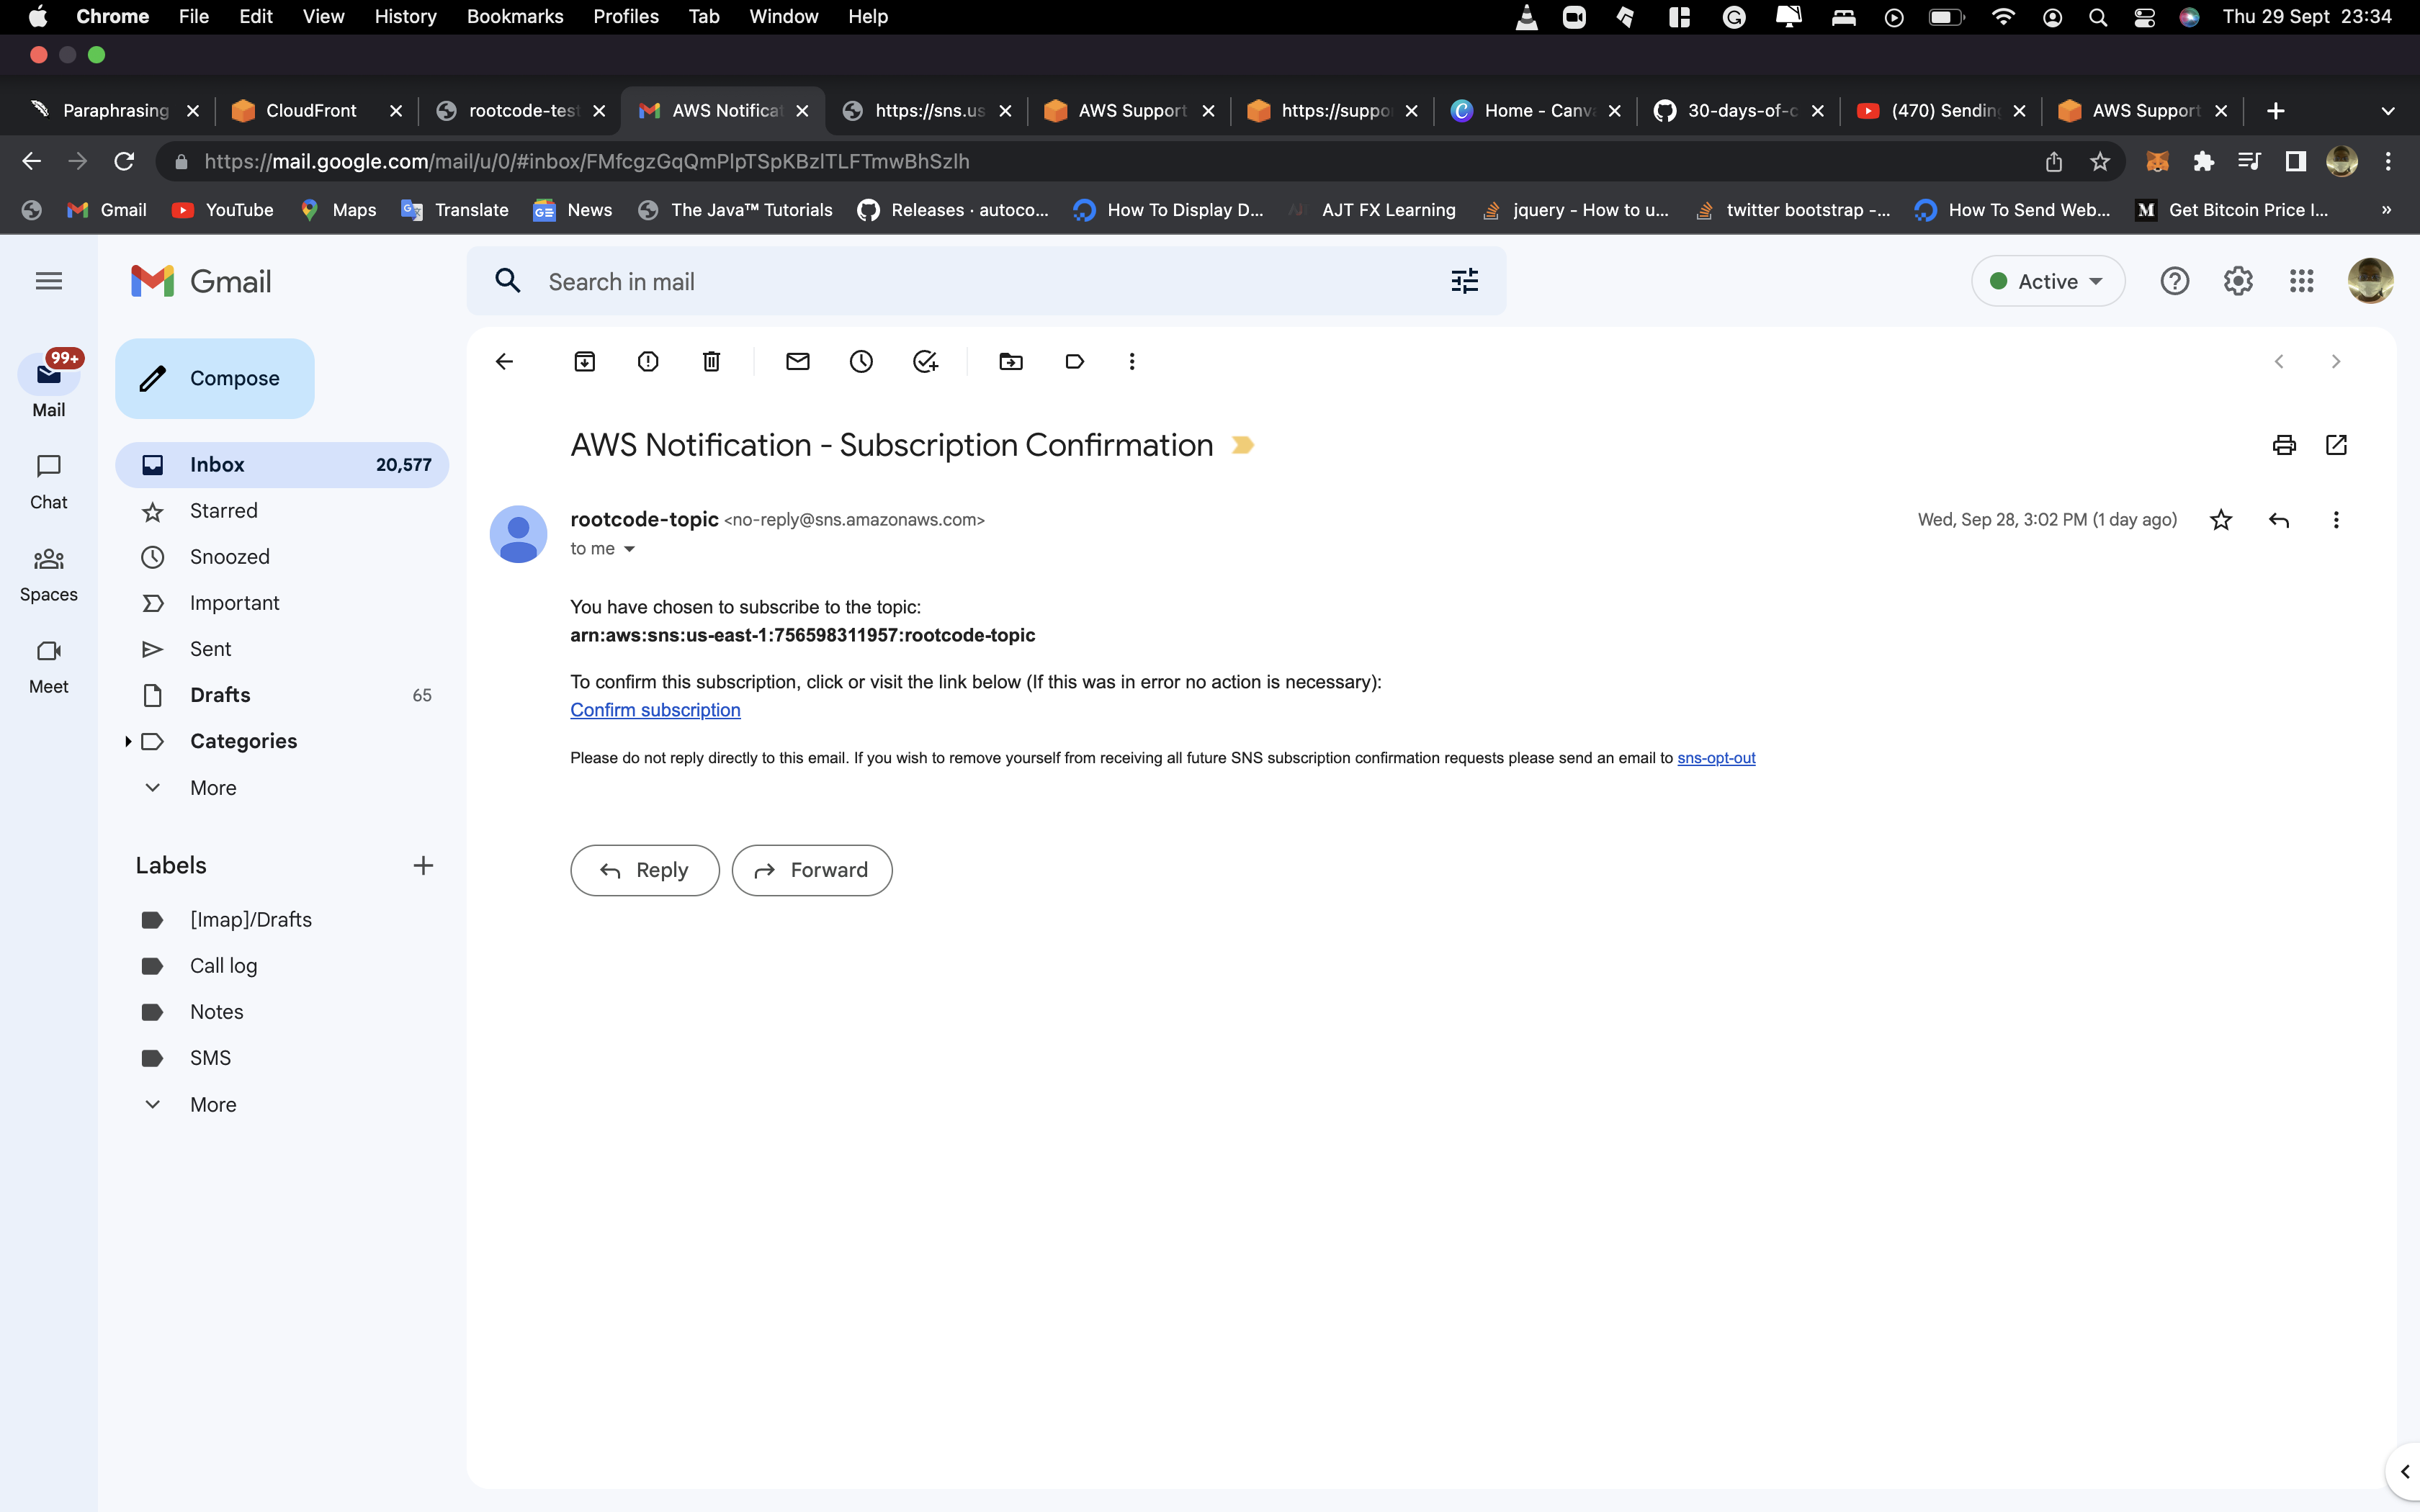 Chrome File Edit View History Bookmarks Profiles Tab Window Help Thu 29 Sept 23:34
Paraphrasing CloudFront rootcode-test AWS Notificat https://sns.us AWS Support https://suppo Home - Canva 30-days-of-c (470) Sending AWS Support
https://mail.google.com/mail/u/0/#inbox/FMfcgzGqQmPlpTSpKBzlTLFTmwBhSzlh
Gmail YouTube Maps Translate News The Java™ Tutorials Releases · autoco... How To Display D... AJT FX Learning jquery - How to u... twitter bootstrap -... How To Send Web... Get Bitcoin Price I... »
Gmail
Search in mail
Active
99+
Mail
Chat
Spaces
Meet
Compose
Inbox 20,577
Starred
Snoozed
Important
Sent
Drafts 65
Categories
More
Labels
[Imap]/Drafts
Call log
Notes
SMS
More
AWS Notification - Subscription Confirmation
rootcode-topic <no-reply@sns.amazonaws.com>
Wed, Sep 28, 3:02 PM (1 day ago)
to me
You have chosen to subscribe to the topic:
arn:aws:sns:us-east-1:756598311957:rootcode-topic
To confirm this subscription, click or visit the link below (If this was in error no action is necessary):
Confirm subscription
Please do not reply directly to this email. If you wish to remove yourself from receiving all future SNS subscription confirmation requests please send an email to sns-opt-out
Reply
Forward